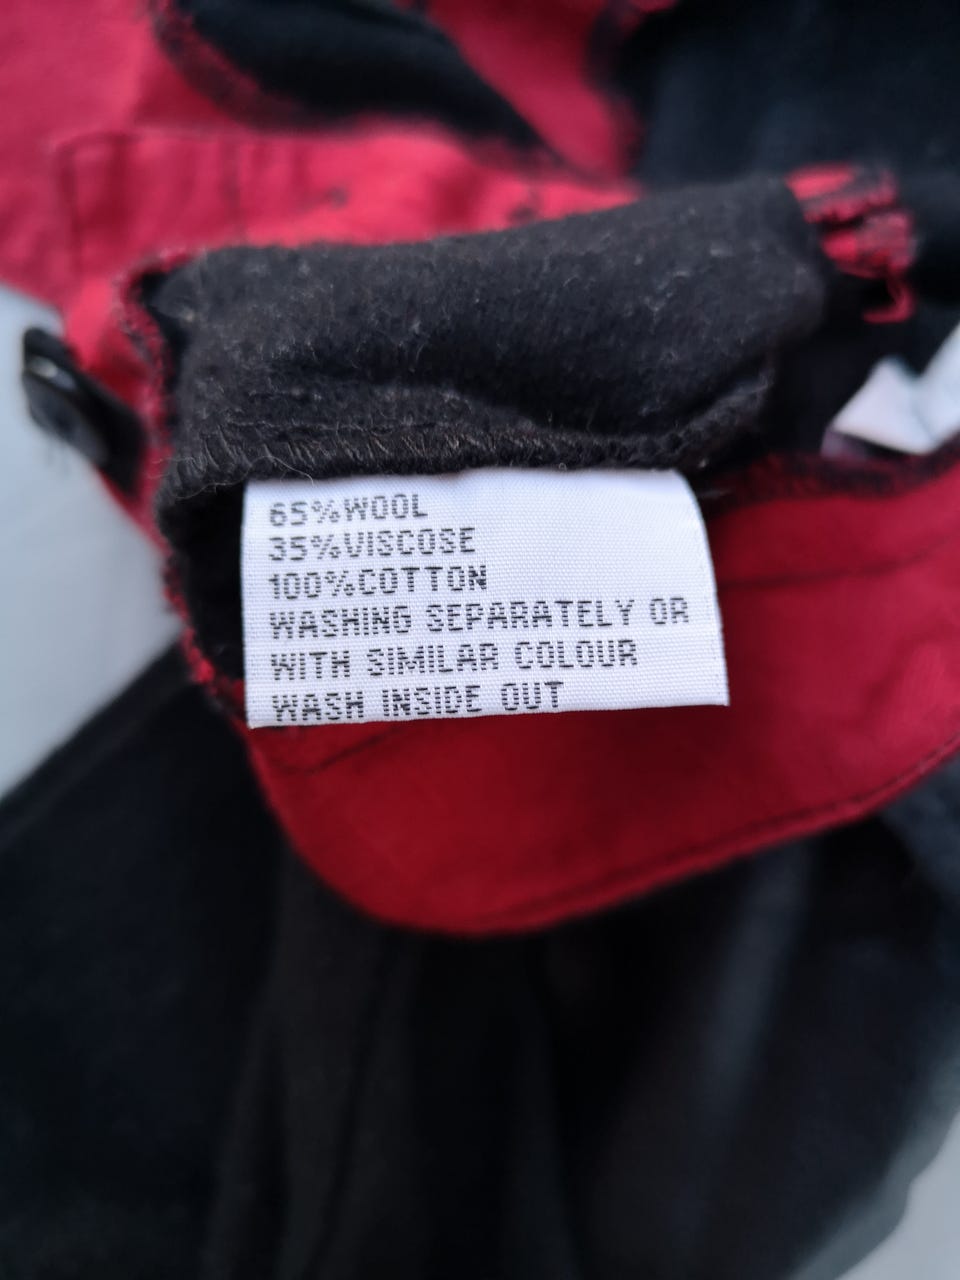 65%WOOL
35%VISCOSE
100%COTTON
WASHING SEPARATELY OR
WITH SIMILAR COLOUR
WASH INSIDE OUT